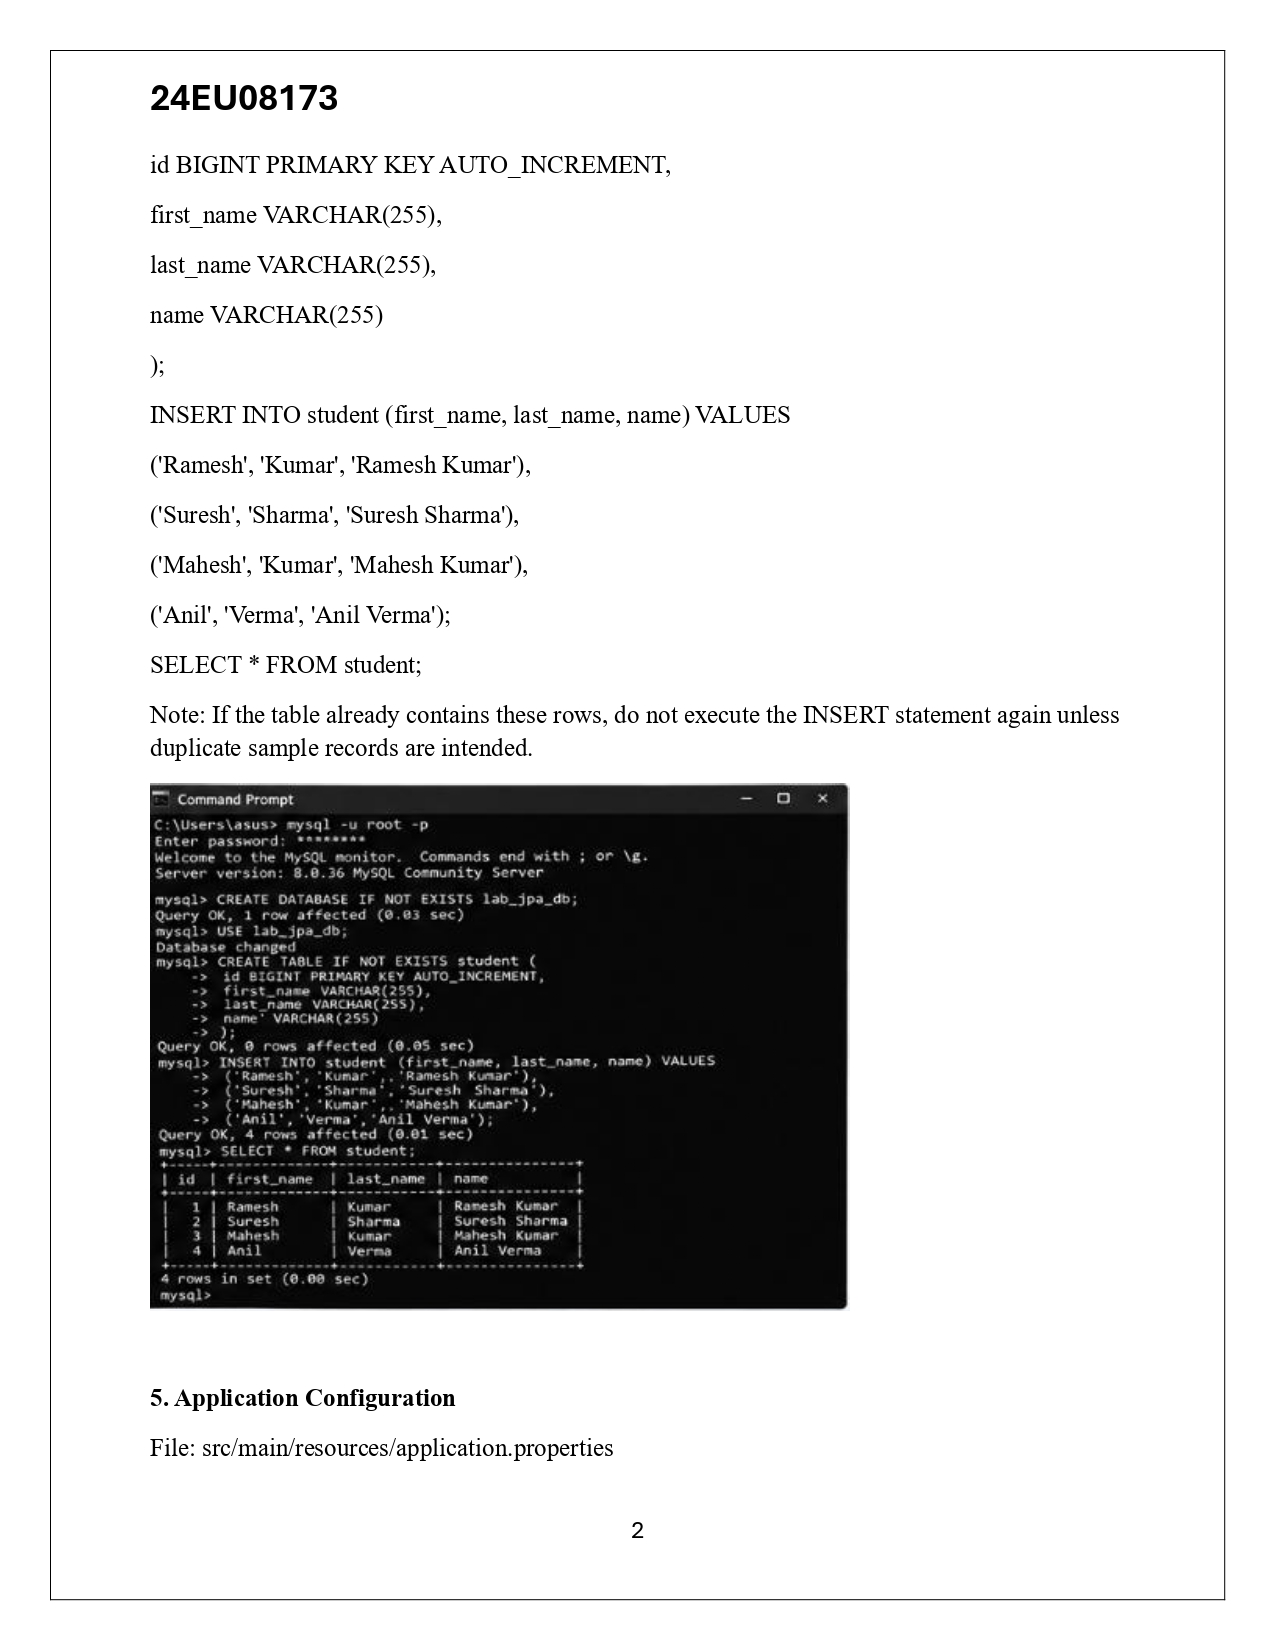 24EU08173
id BIGINT PRIMARY KEY AUTO_INCREMENT,
first_name VARCHAR(255),
last_name VARCHAR(255),
name VARCHAR(255)
);
INSERT INTO student (first_name, last_name, name) VALUES
('Ramesh', 'Kumar', 'Ramesh Kumar'),
('Suresh', 'Sharma', 'Suresh Sharma'),
('Mahesh', 'Kumar', 'Mahesh Kumar'),
('Anil', 'Verma', 'Anil Verma');
SELECT * FROM student;
Note: If the table already contains these rows, do not execute the INSERT statement again unless
duplicate sample records are intended.
Command Prompt
C:\Users\asus> mysql -u root -p
Enter password: ********
Welcome to the MySQL monitor.  Commands end with ; or \g.
Server version: 8.0.36 MySQL Community Server
mysql> CREATE DATABASE IF NOT EXISTS lab_jpa_db;
Query OK, 1 row affected (0.03 sec)
mysql> USE lab_jpa_db;
Database changed
mysql> CREATE TABLE IF NOT EXISTS student (
-> id BIGINT PRIMARY KEY AUTO_INCREMENT,
-> first_name VARCHAR(255),
-> last_name VARCHAR(255),
-> name' VARCHAR(255)
-> );
Query OK, 0 rows affected (0.05 sec)
mysql> INSERT INTO student (first_name, last_name, name) VALUES
-> ('Ramesh', 'Kumar', 'Ramesh Kumar'),
-> ('Suresh', 'Sharma', 'Suresh Sharma'),
-> ('Mahesh', 'Kumar', 'Mahesh Kumar'),
-> ('Anil', 'Verma', 'Anil Verma');
Query OK, 4 rows affected (0.01 sec)
mysql> SELECT * FROM student;
+-----+------------+-----------+---------------+
| id | first_name | last_name | name |
+-----+------------+-----------+---------------+
| 1 | Ramesh | Kumar | Ramesh Kumar |
| 2 | Suresh | Sharma | Suresh Sharma |
| 3 | Mahesh | Kumar | Mahesh Kumar |
| 4 | Anil | Verma | Anil Verma |
+-----+------------+-----------+---------------+
4 rows in set (0.00 sec)
mysql>
5. Application Configuration
File: src/main/resources/application.properties
2